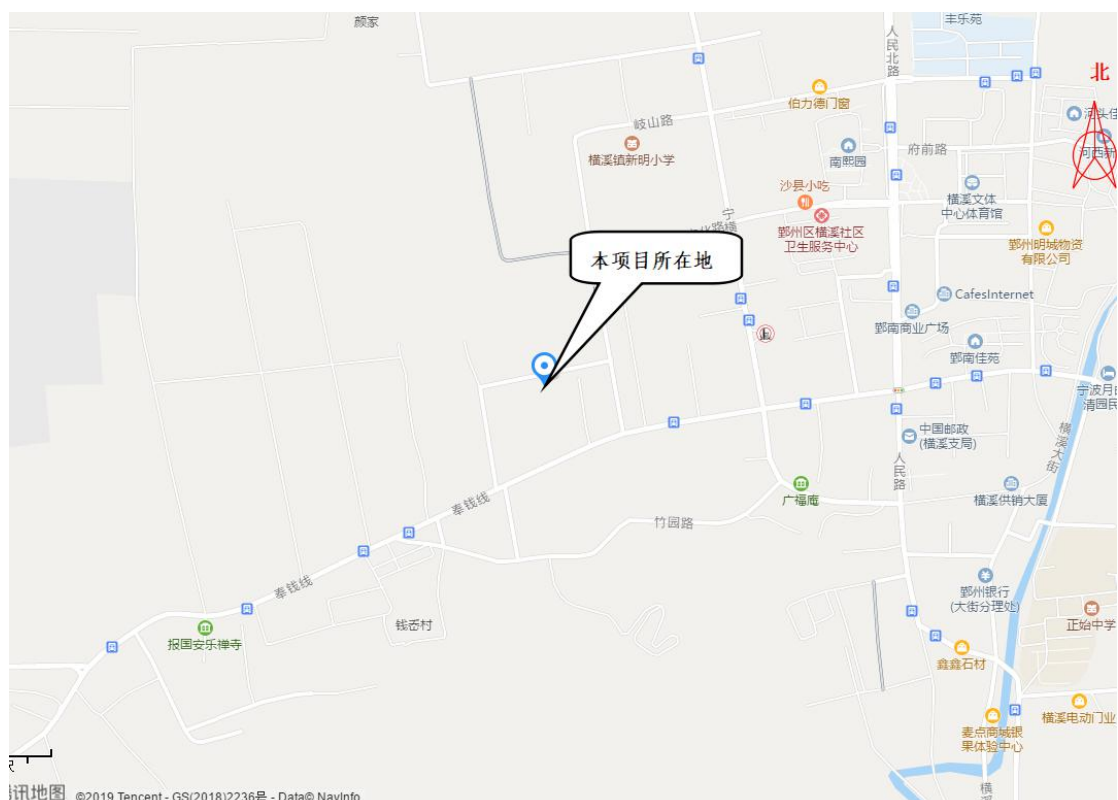 颜家
丰乐苑
人民北路
北
伯力德门窗
岐山路
横溪镇新明小学
南熙园
府前路
河西新
沙县小吃
横溪文体
中心体育馆
宁横
鄞州区横溪社区
卫生服务中心
鄞州明城物资
有限公司
本项目所在地
CafesInternet
鄞南商业广场
鄞南佳苑
宁波月
清园民
中国邮政
(横溪支局)
横溪大街
人民路
奉钱线
竹园路
广福庵
横溪供销大厦
奉钱线
鄞州银行
(大街分理处)
钱岙村
报国安乐禅寺
正始中学
鑫鑫石材
横溪电动门业
麦点商城银
果体验中心
横
讯地图 ©2019 Tencent - GS(2018)2236号 - Data© NavInfo